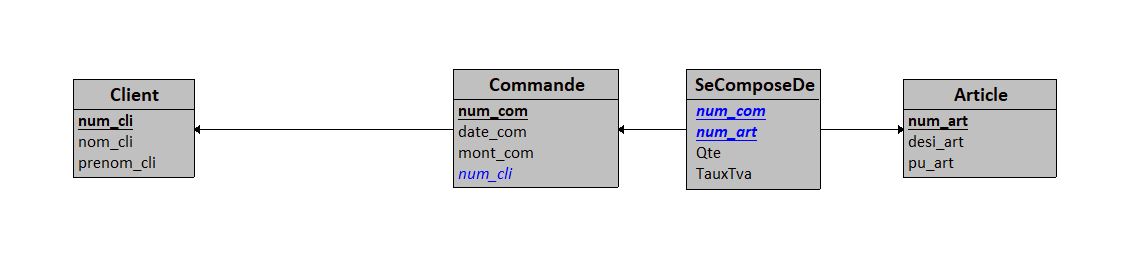 Client
num_cli
nom_cli
prenom_cli
Commande
num_com
date_com
mont_com
num_cli
SeComposeDe
num_com
num_art
Qte
TauxTva
Article
num_art
desi_art
pu_art